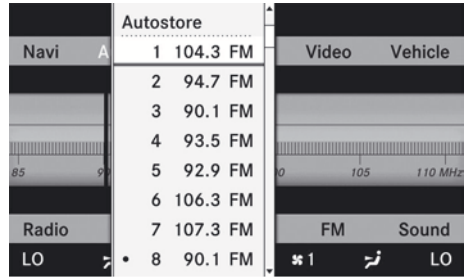 Autostore
Navi A Video Vehicle
1 104.3 FM
2 94.7 FM
3 90.1 FM
4 93.5 FM
5 92.9 FM
6 106.3 FM
7 107.3 FM
• 8 90.1 FM
85 9 0 105 110 MHz
Radio FM Sound
LO 1 LO